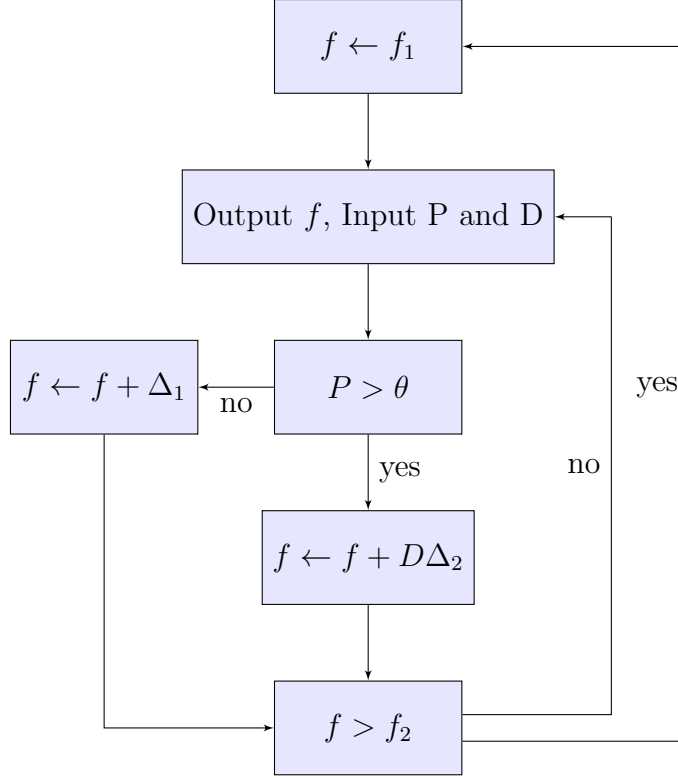 f ← f₁
Output f, Input P and D
f ← f + Δ₁
no
P > θ
yes
no
yes
f ← f + DΔ₂
f > f₂